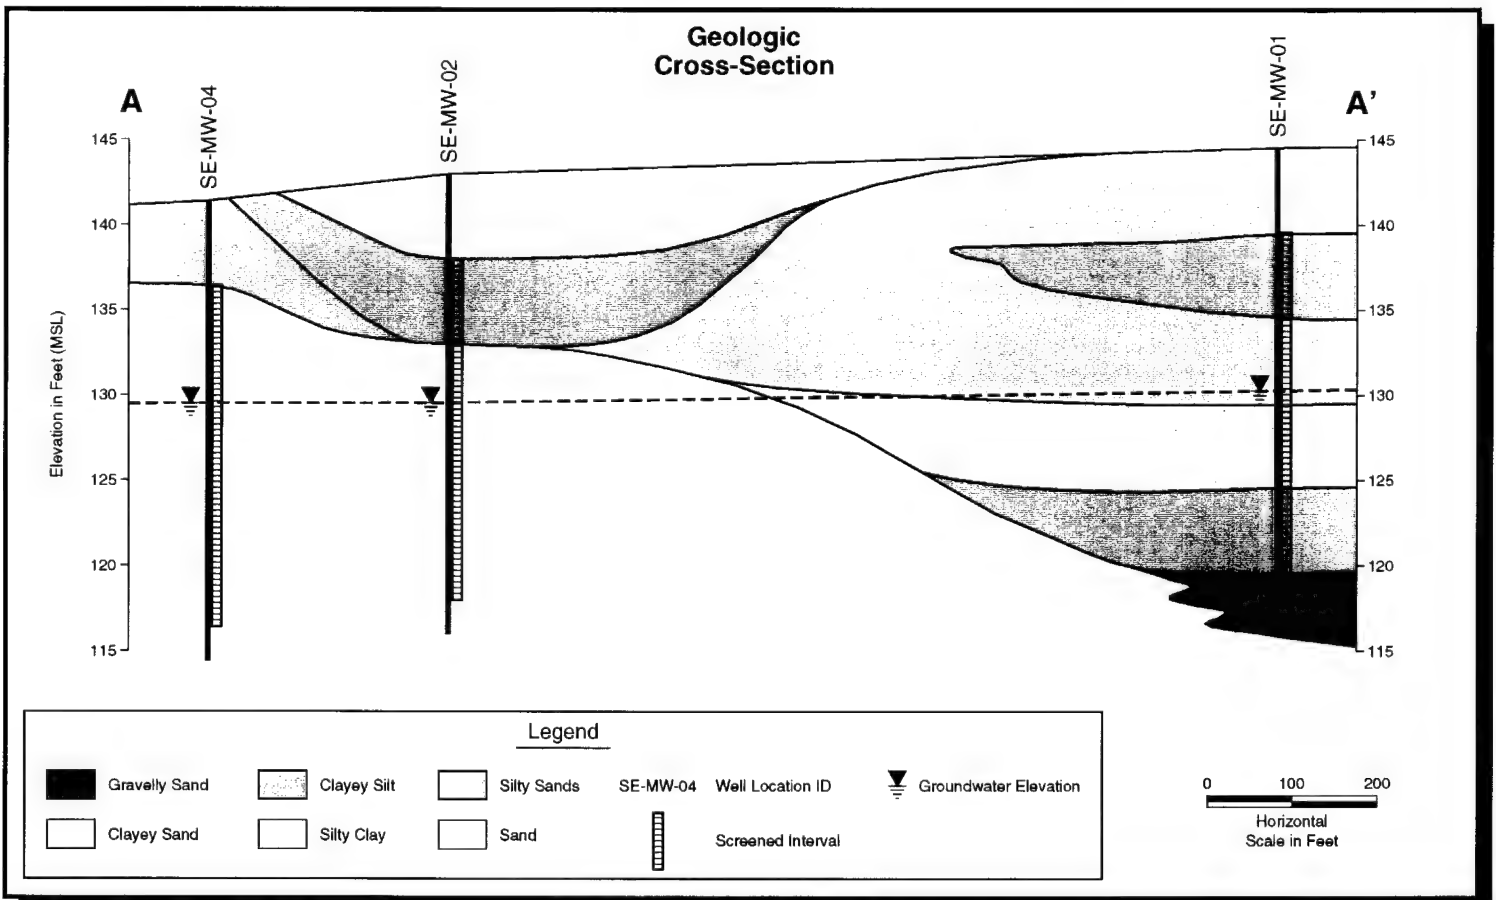 Geologic
Cross-Section
A
SE-MW-04
SE-MW-02
SE-MW-01
A'
145
140
135
130
125
120
115
Elevation in Feet (MSL)
145
140
135
130
125
120
115
Legend
Gravelly Sand
Clayey Silt
Silty Sands
SE-MW-04
Well Location ID
Groundwater Elevation
Clayey Sand
Silty Clay
Sand
Screened Interval
0 100 200
Horizontal
Scale in Feet